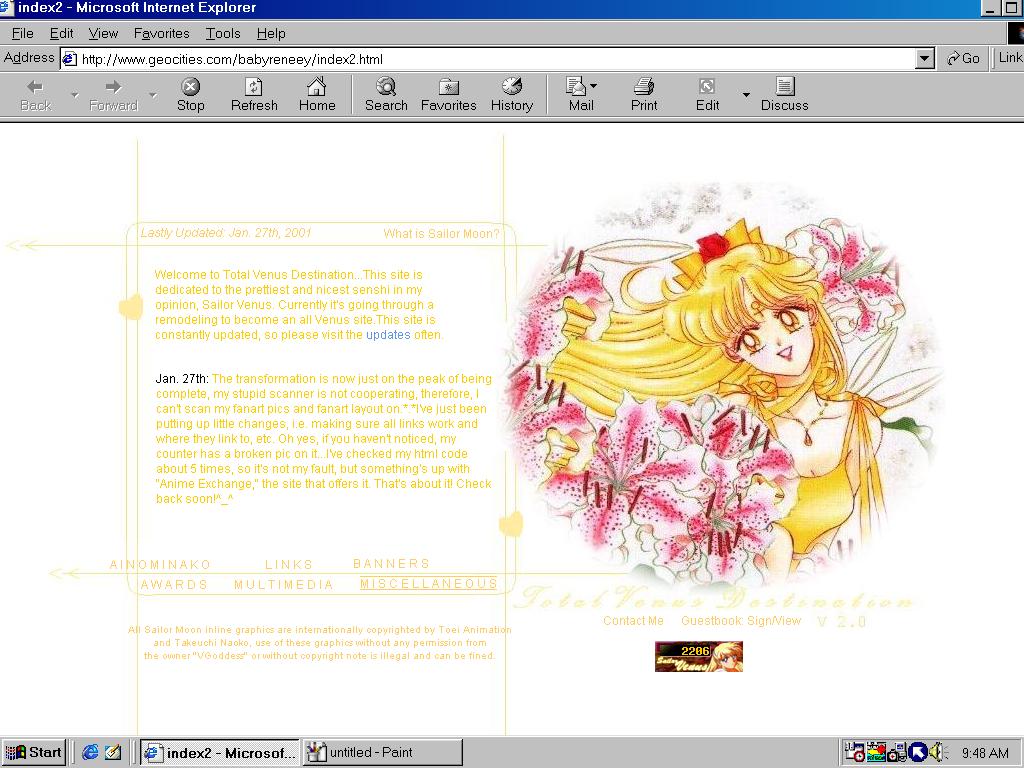 index2 - Microsoft Internet Explorer
File Edit View Favorites Tools Help
Address http://www.geocities.com/babyreneey/index2.html Go Link
Back Forward Stop Refresh Home Search Favorites History Mail Print Edit Discuss
Lastly Updated: Jan. 27th, 2001 What is Sailor Moon?
Welcome to Total Venus Destination...This site is
dedicated to the prettiest and nicest senshi in my
opinion, Sailor Venus. Currently it's going through a
remodeling to become an all Venus site.This site is
constantly updated, so please visit the updates often.
Jan. 27th: The transformation is now just on the peak of being
complete, my stupid scanner is not cooperating, therefore, I
can't scan my fanart pics and fanart layout on.*.*I've just been
putting up little changes, i.e. making sure all links work and
where they link to, etc. Oh yes, if you haven't noticed, my
counter has a broken pic on it...I've checked my html code
about 5 times, so it's not my fault, but something's up with
"Anime Exchange," the site that offers it. That's about it! Check
back soon!^_^
AINOMINAKO LINKS BANNERS
AWARDS MULTIMEDIA MISCELLANEOUS
Total Venus Destination
Contact Me Guestbook: Sign/View V 2.0
All Sailor Moon inline graphics are internationally copyrighted by Toei Animation
and Takeuchi Naoko, use of these graphics without any permission from
the owner "VGoddess" or without copyright note is illegal and can be fined.
2206
Sailor Venus
Start index2 - Microsof... untitled - Paint 9:48 AM